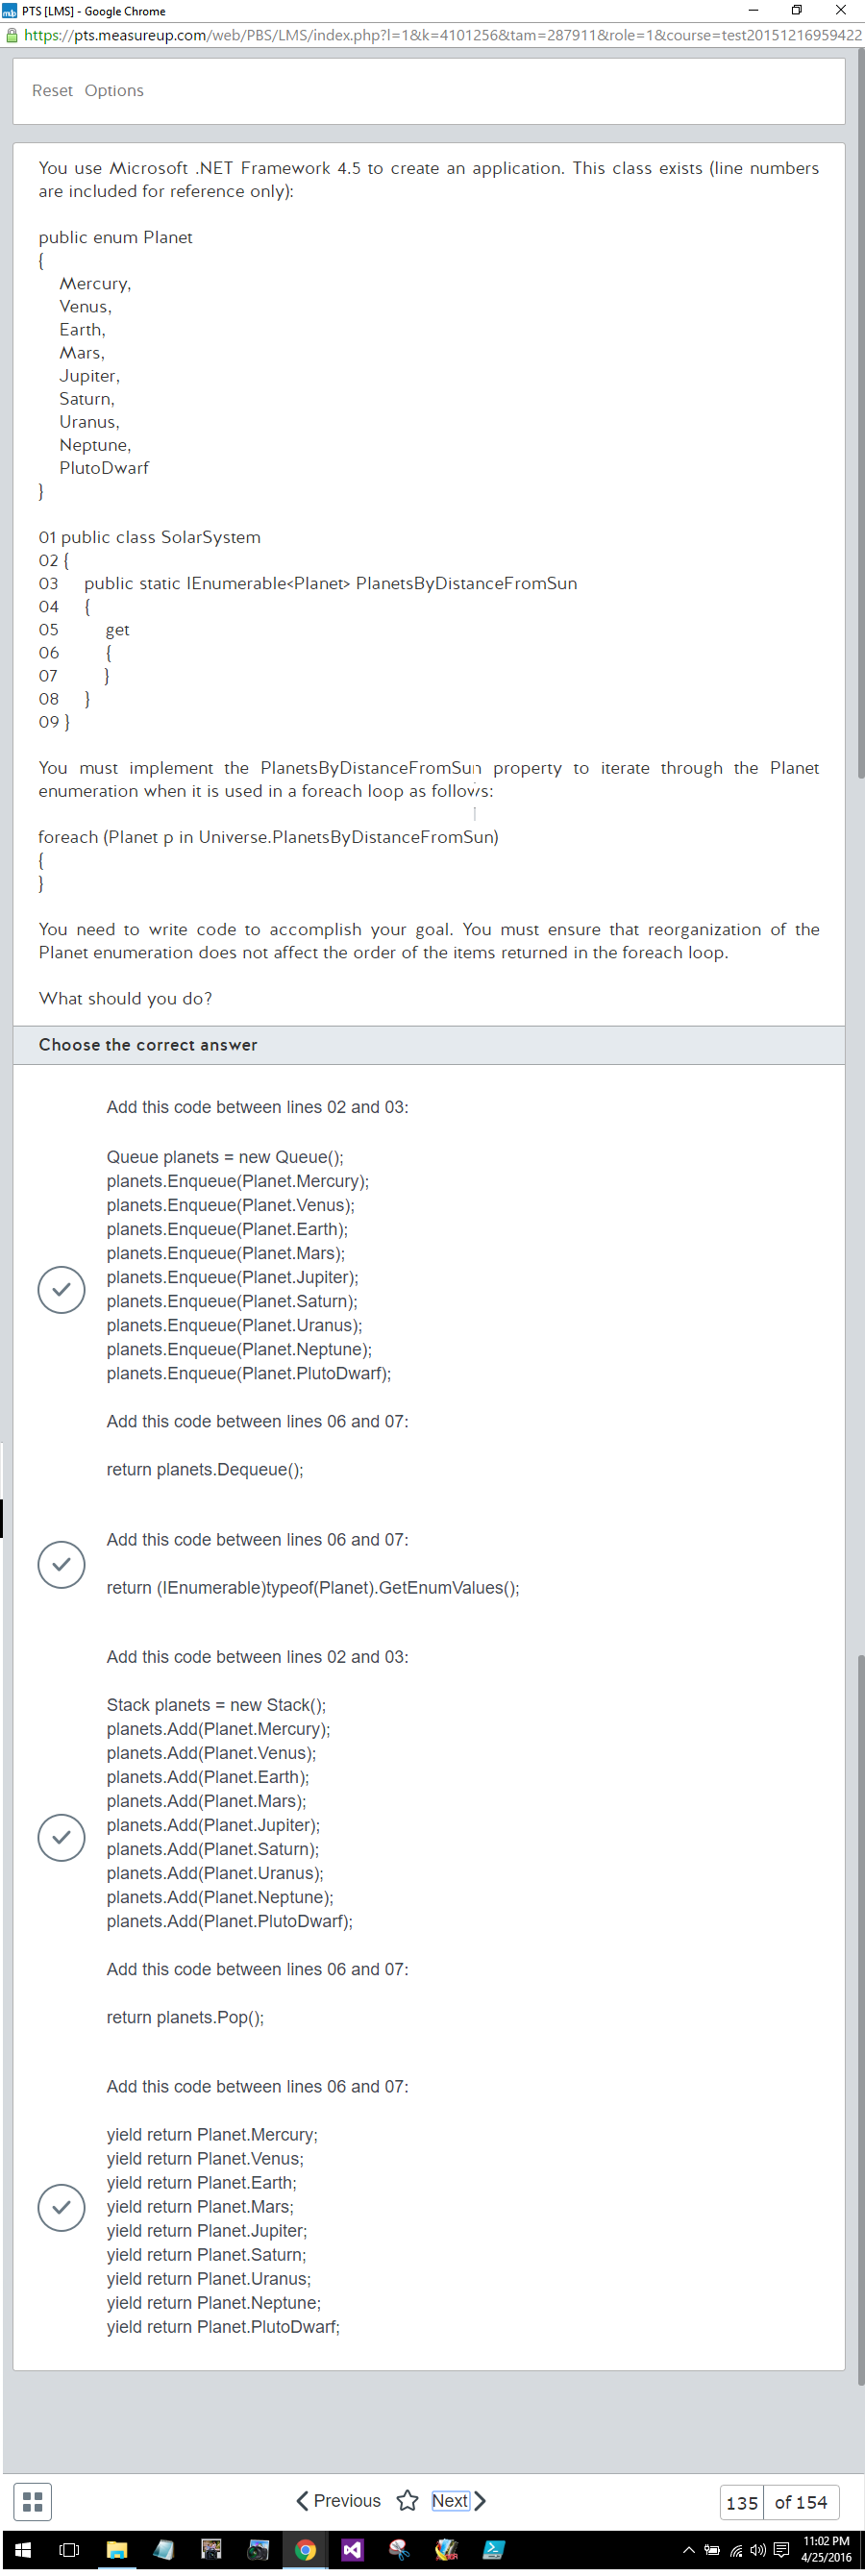 PTS [LMS] - Google Chrome
https://pts.measureup.com/web/PBS/LMS/index.php?l=1&k=4101256&tam=287911&role=1&course=test20151216959422
Reset Options
You use Microsoft .NET Framework 4.5 to create an application. This class exists (line numbers
are included for reference only):
public enum Planet
{
Mercury,
Venus,
Earth,
Mars,
Jupiter,
Saturn,
Uranus,
Neptune,
PlutoDwarf
}
01 public class SolarSystem
02 {
03 public static IEnumerable<Planet> PlanetsByDistanceFromSun
04 {
05 get
06 {
07 }
08 }
09 }
You must implement the PlanetsByDistanceFromSun property to iterate through the Planet
enumeration when it is used in a foreach loop as follows:
foreach (Planet p in Universe.PlanetsByDistanceFromSun)
{
}
You need to write code to accomplish your goal. You must ensure that reorganization of the
Planet enumeration does not affect the order of the items returned in the foreach loop.
What should you do?
Choose the correct answer
Add this code between lines 02 and 03:
Queue planets = new Queue();
planets.Enqueue(Planet.Mercury);
planets.Enqueue(Planet.Venus);
planets.Enqueue(Planet.Earth);
planets.Enqueue(Planet.Mars);
planets.Enqueue(Planet.Jupiter);
planets.Enqueue(Planet.Saturn);
planets.Enqueue(Planet.Uranus);
planets.Enqueue(Planet.Neptune);
planets.Enqueue(Planet.PlutoDwarf);
Add this code between lines 06 and 07:
return planets.Dequeue();
Add this code between lines 06 and 07:
return (IEnumerable)typeof(Planet).GetEnumValues();
Add this code between lines 02 and 03:
Stack planets = new Stack();
planets.Add(Planet.Mercury);
planets.Add(Planet.Venus);
planets.Add(Planet.Earth);
planets.Add(Planet.Mars);
planets.Add(Planet.Jupiter);
planets.Add(Planet.Saturn);
planets.Add(Planet.Uranus);
planets.Add(Planet.Neptune);
planets.Add(Planet.PlutoDwarf);
Add this code between lines 06 and 07:
return planets.Pop();
Add this code between lines 06 and 07:
yield return Planet.Mercury;
yield return Planet.Venus;
yield return Planet.Earth;
yield return Planet.Mars;
yield return Planet.Jupiter;
yield return Planet.Saturn;
yield return Planet.Uranus;
yield return Planet.Neptune;
yield return Planet.PlutoDwarf;
Previous Next 135 of 154
11:02 PM
4/25/2016